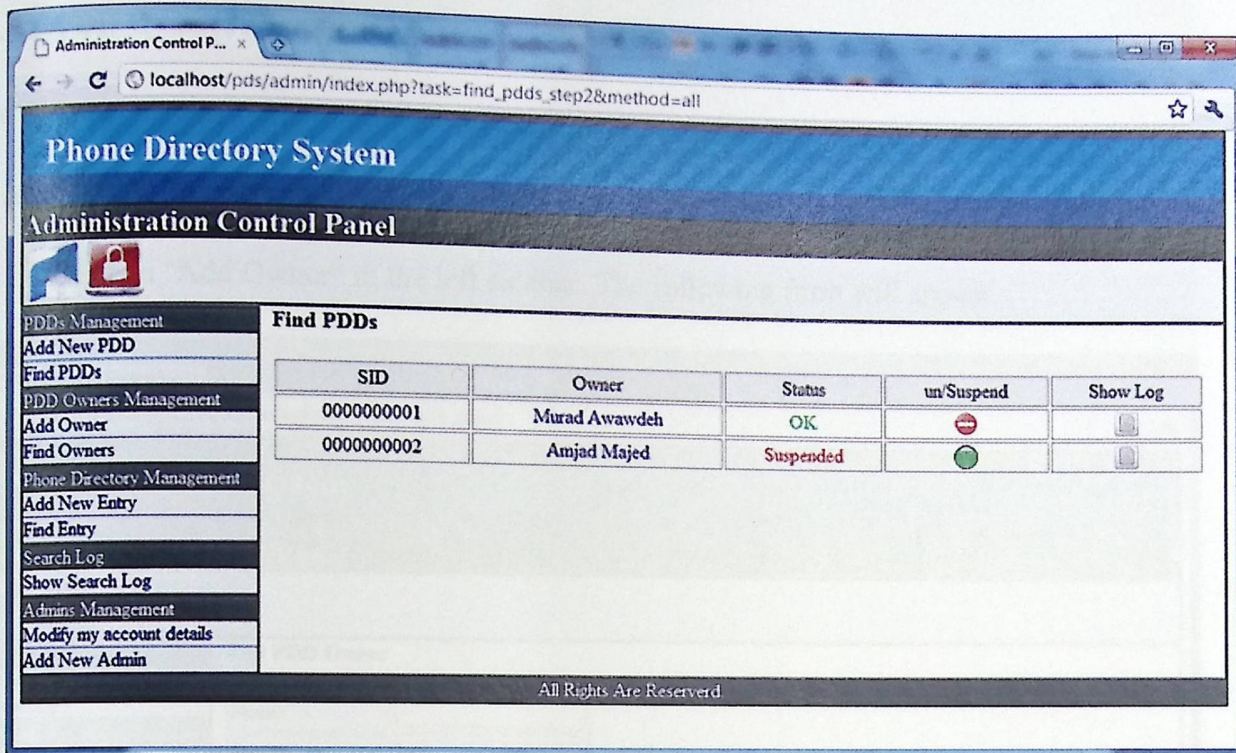 Administration Control P... ×
localhost/pds/admin/index.php?task=find_pdds_step2&method=all
Phone Directory System
Administration Control Panel
PDDs Management
Add New PDD
Find PDDs
PDD Owners Management
Add Owner
Find Owners
Phone Directory Management
Add New Entry
Find Entry
Search Log
Show Search Log
Admins Management
Modify my account details
Add New Admin
Find PDDs
SID Owner Status un/Suspend Show Log
0000000001 Murad Awawdeh OK
0000000002 Amjad Majed Suspended
All Rights Are Reserverd